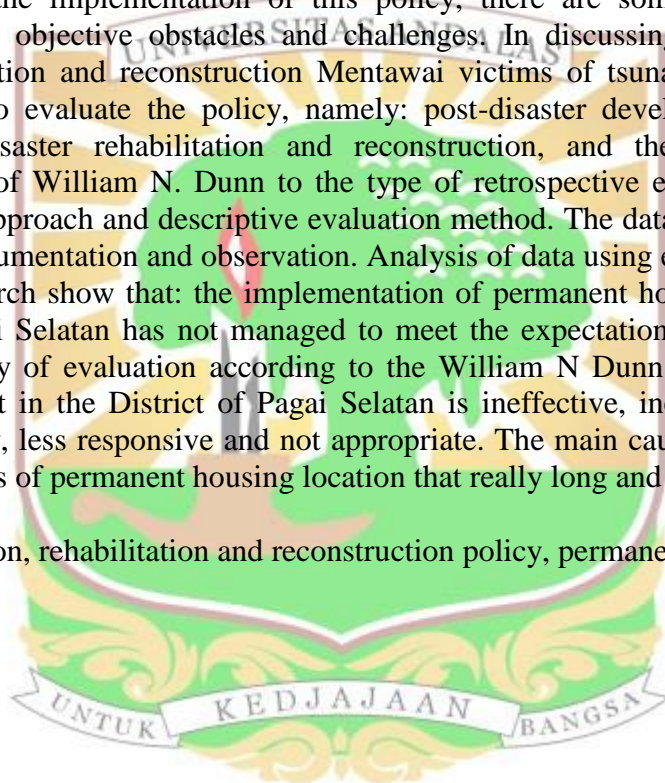 the implementation of this policy, there are som
objective obstacles and challenges. In discussing
UNIVERSITAS ANDALAS
tion and reconstruction Mentawai victims of tsuna
o evaluate the policy, namely: post-disaster devel
saster rehabilitation and reconstruction, and the
of William N. Dunn to the type of retrospective e
pproach and descriptive evaluation method. The data
umentation and observation. Analysis of data using e
rch show that: the implementation of permanent ho
i Selatan has not managed to meet the expectation
y of evaluation according to the William N Dunn
t in the District of Pagai Selatan is ineffective, in
, less responsive and not appropriate. The main cau
s of permanent housing location that really long and
on, rehabilitation and reconstruction policy, permane
UNTUK KEDJAJAAN BANGSA